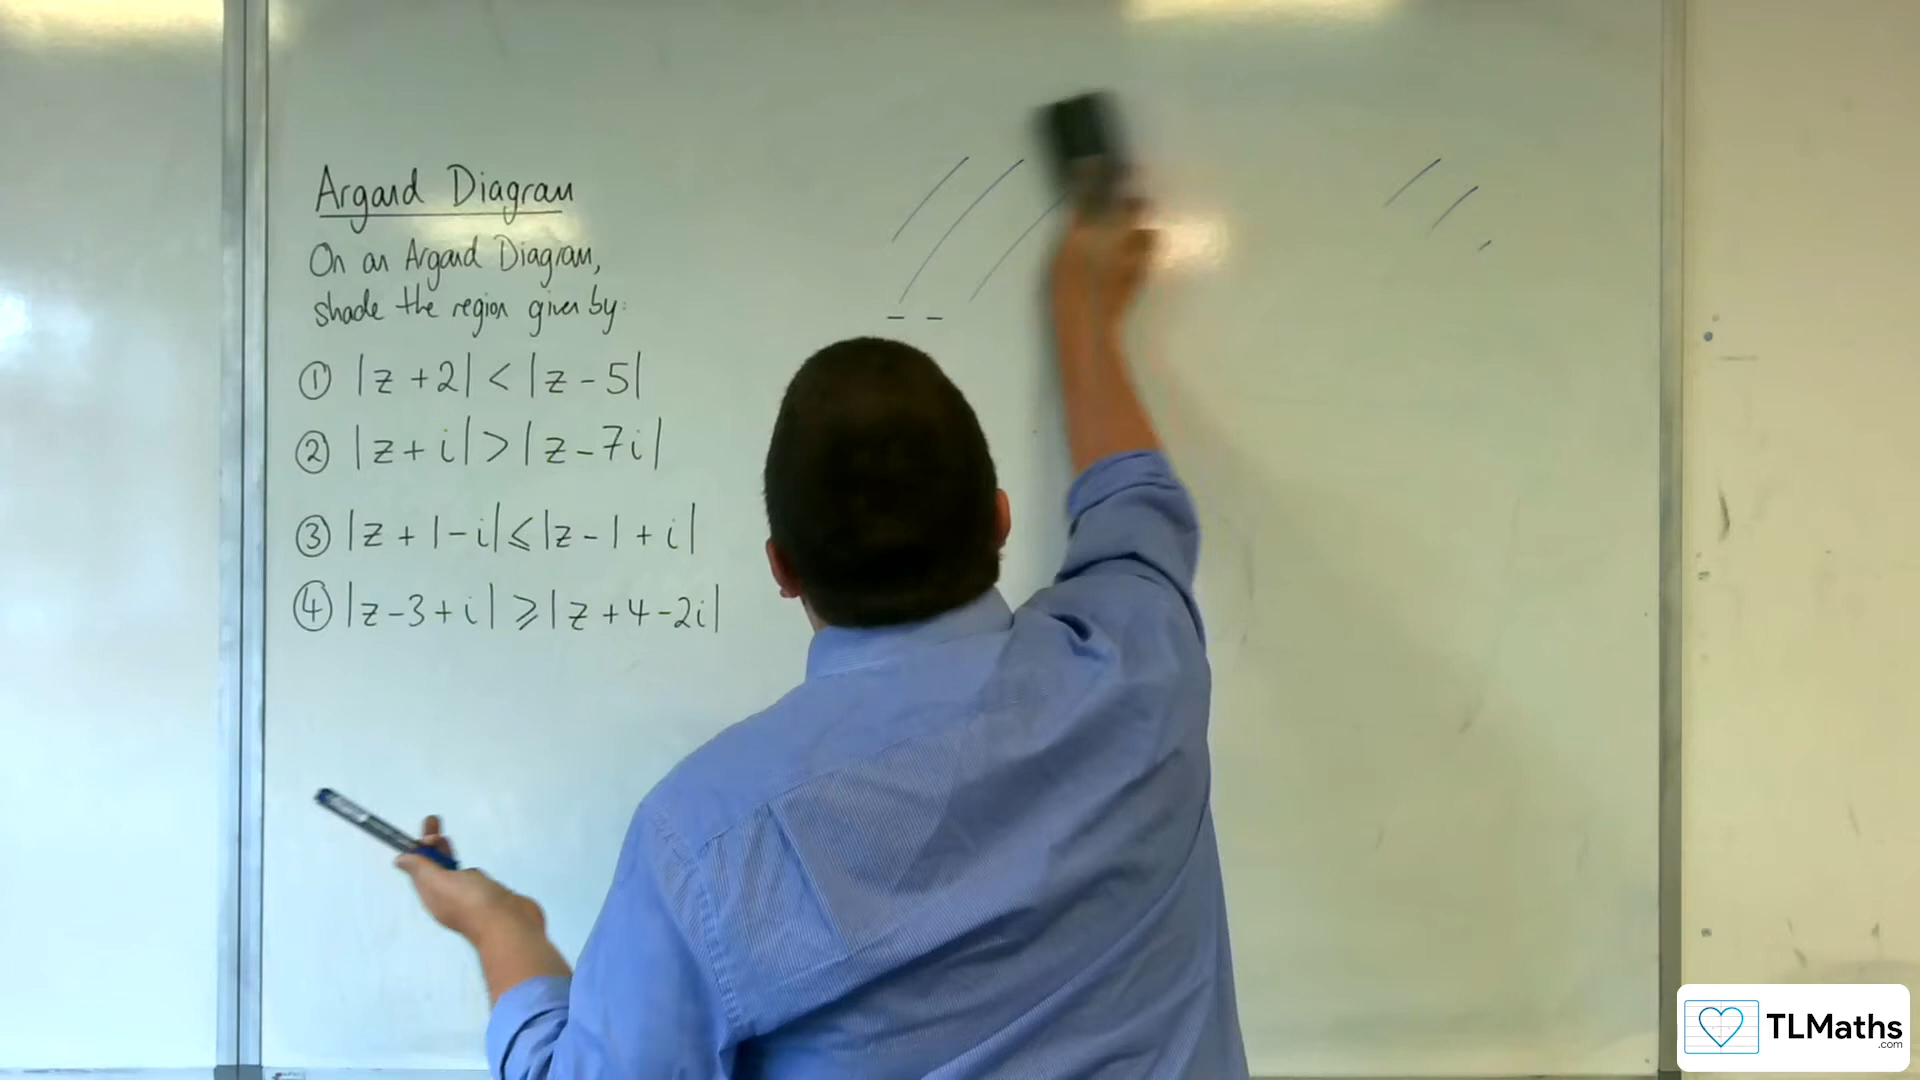 Argand Diagram
On an Argand Diagram,
shade the region given by:
① |z + 2| < |z - 5|
② |z + i| > |z - 7i|
③ |z + 1 - i| ⩽ |z - 1 + i|
④ |z - 3 + i| ⩾ |z + 4 - 2i|
TLMaths
.com